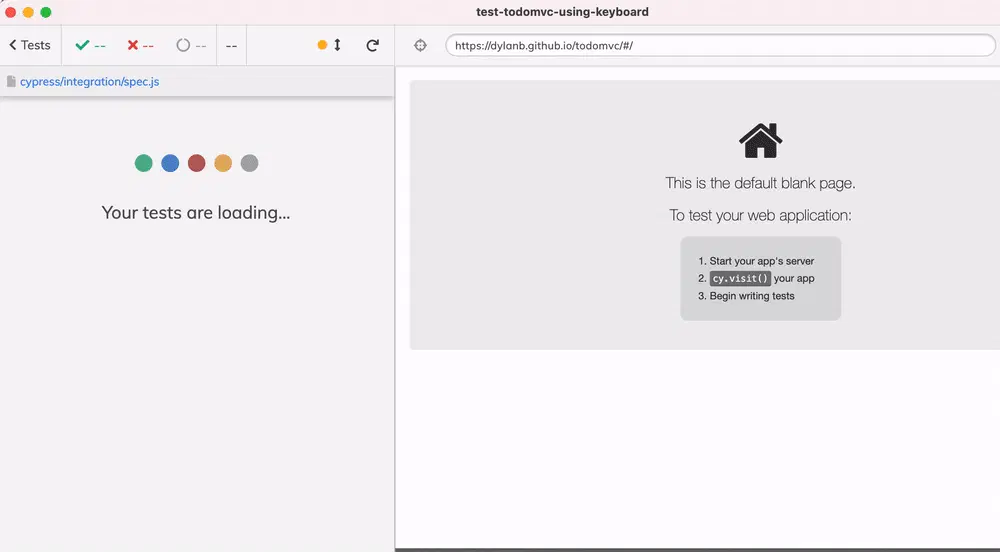 test-todomvc-using-keyboard
Tests -- -- -- --
https://dylanb.github.io/todomvc/#/
cypress/integration/spec.js
Your tests are loading...
This is the default blank page.
To test your web application:
1. Start your app's server
2. cy.visit() your app
3. Begin writing tests